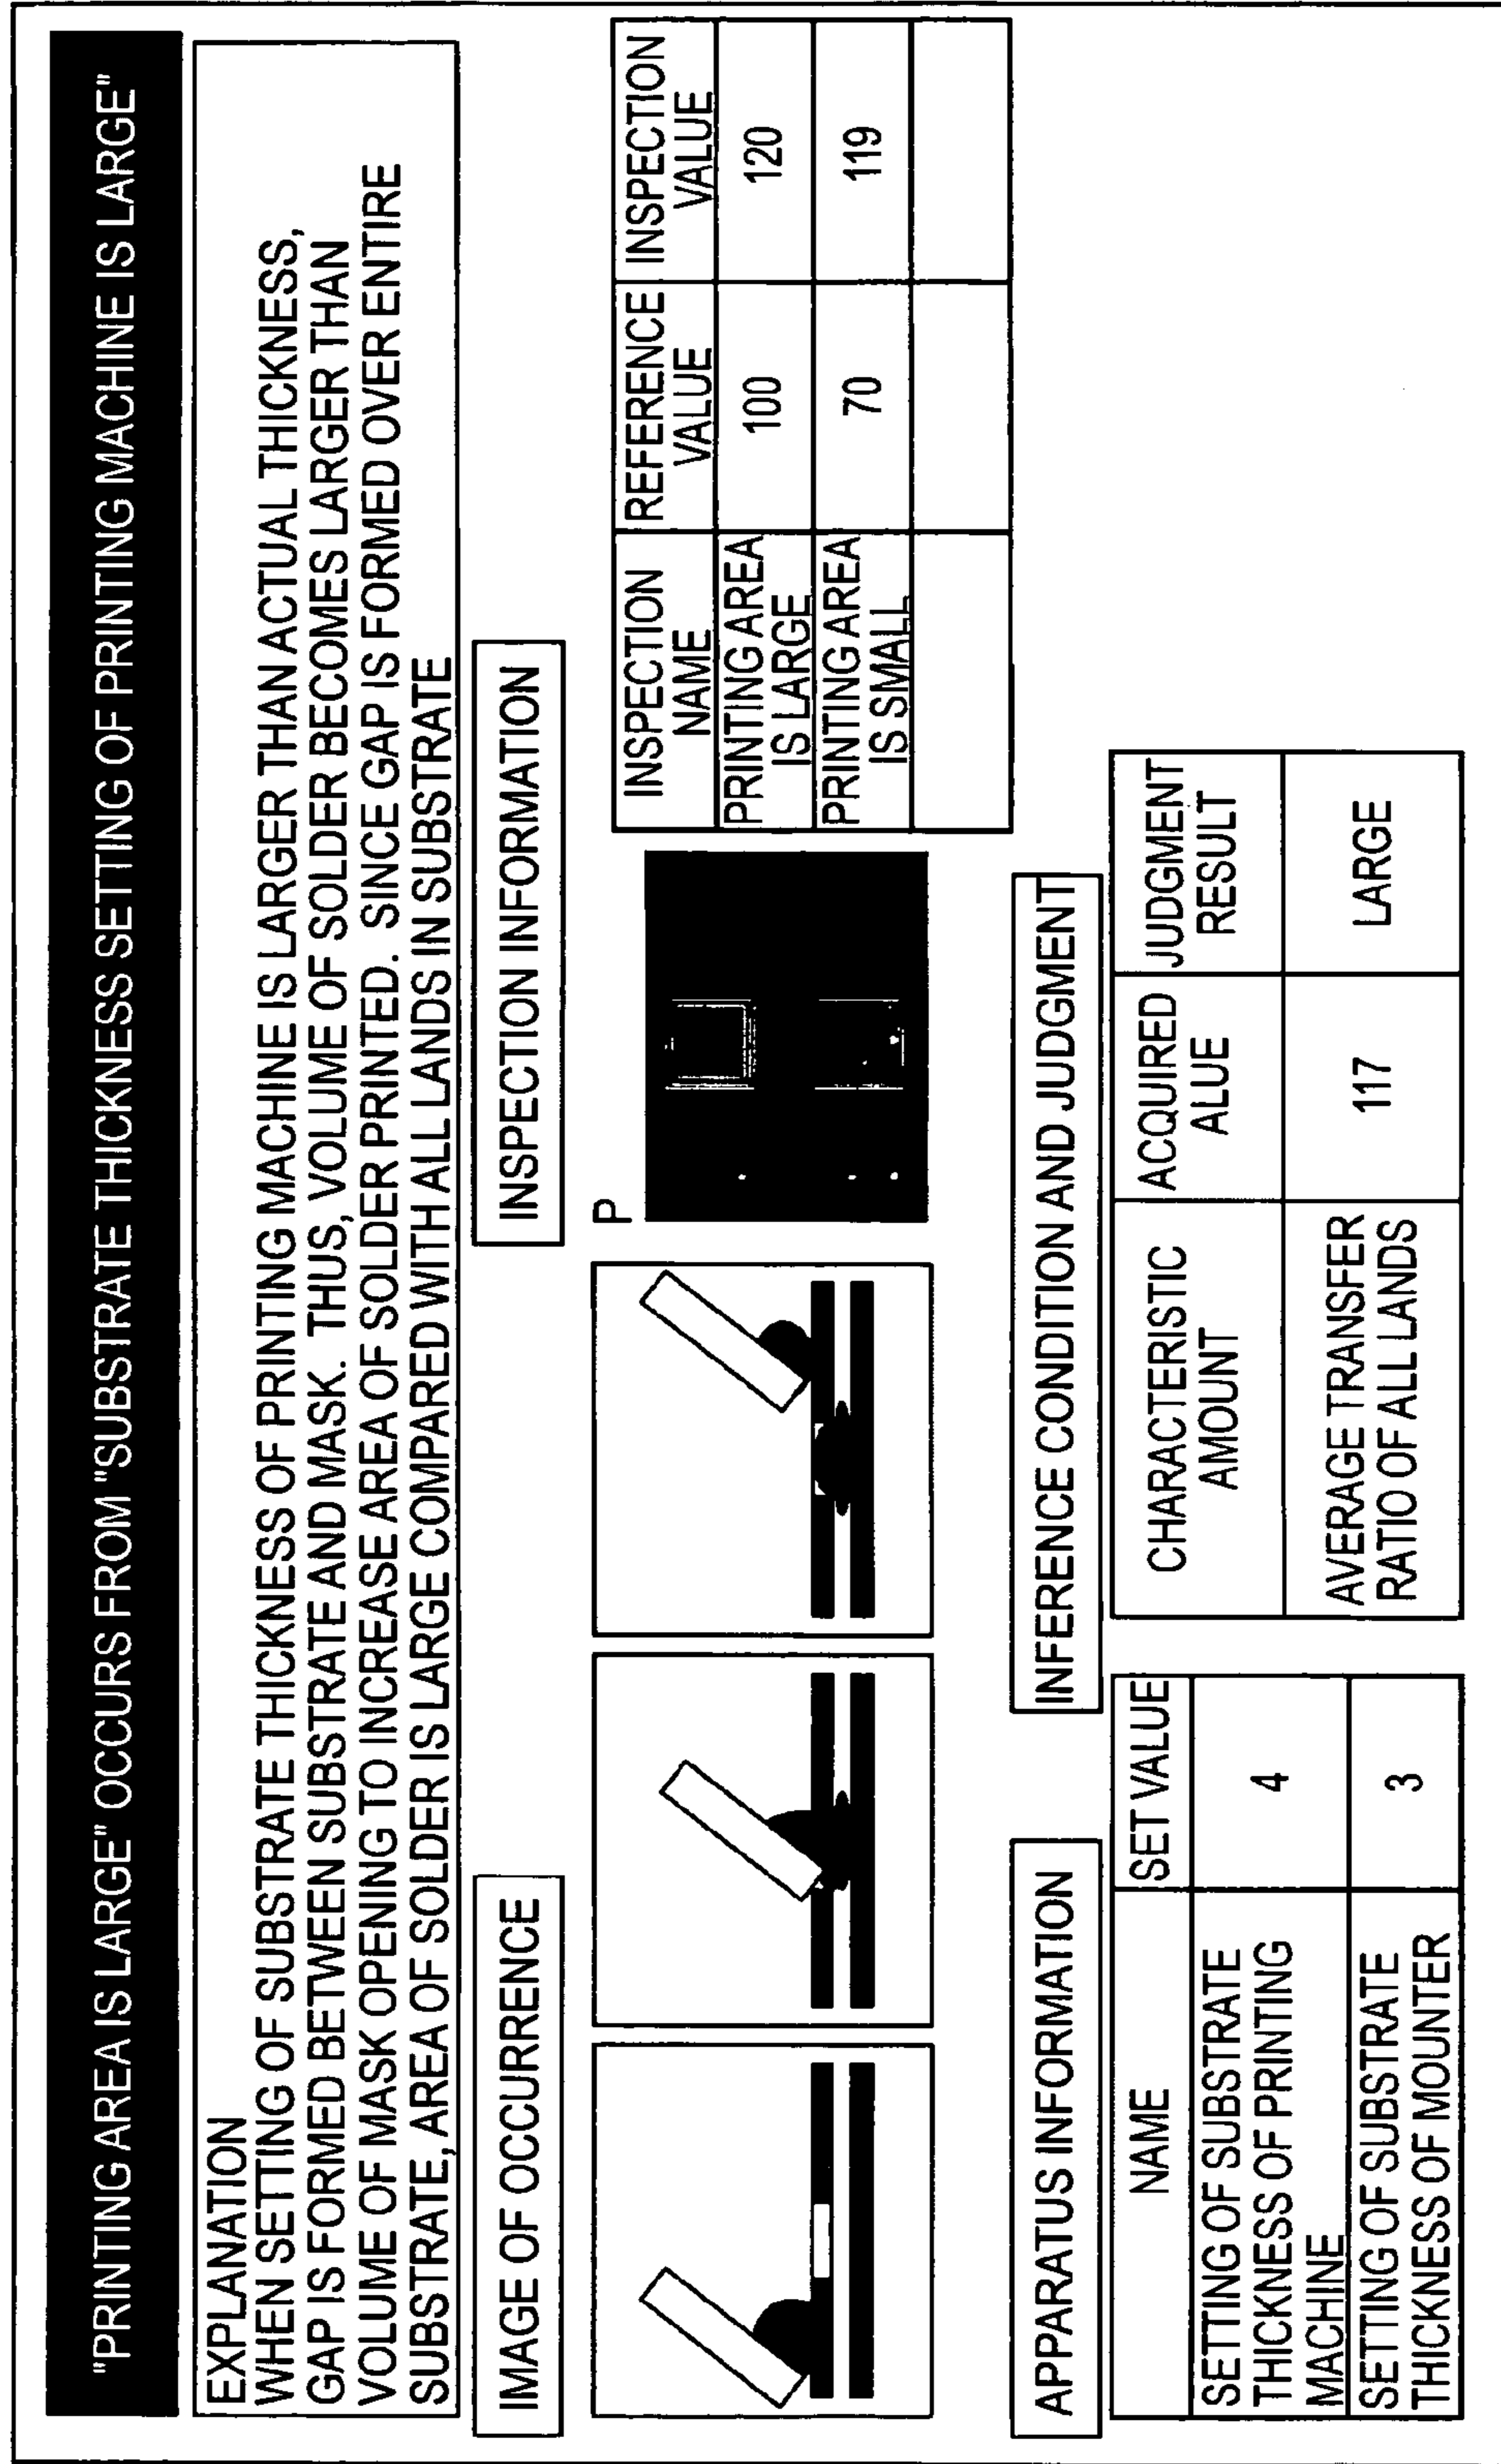 "PRINTING AREA IS LARGE" OCCURS FROM "SUBSTRATE THICKNESS SETTING OF PRINTING MACHINE IS LARGE"
EXPLANATION
WHEN SETTING OF SUBSTRATE THICKNESS OF PRINTING MACHINE IS LARGER THAN ACTUAL THICKNESS,
GAP IS FORMED BETWEEN SUBSTRATE AND MASK. THUS, VOLUME OF SOLDER BECOMES LARGER THAN
VOLUME OF MASK OPENING TO INCREASE AREA OF SOLDER PRINTED. SINCE GAP IS FORMED OVER ENTIRE
SUBSTRATE, AREA OF SOLDER IS LARGE COMPARED WITH ALL LANDS IN SUBSTRATE
IMAGE OF OCCURRENCE
INSPECTION INFORMATION
P
INSPECTION NAME REFERENCE VALUE INSPECTION VALUE
PRINTING AREA IS LARGE 100 120
PRINTING AREA IS SMALL 70 119
APPARATUS INFORMATION
NAME SET VALUE
SETTING OF SUBSTRATE THICKNESS OF PRINTING MACHINE 4
SETTING OF SUBSTRATE THICKNESS OF MOUNTER 3
INFERENCE CONDITION AND JUDGMENT
CHARACTERISTIC AMOUNT ACQUIRED ALUE JUDGMENT RESULT
AVERAGE TRANSFER RATIO OF ALL LANDS 117 LARGE